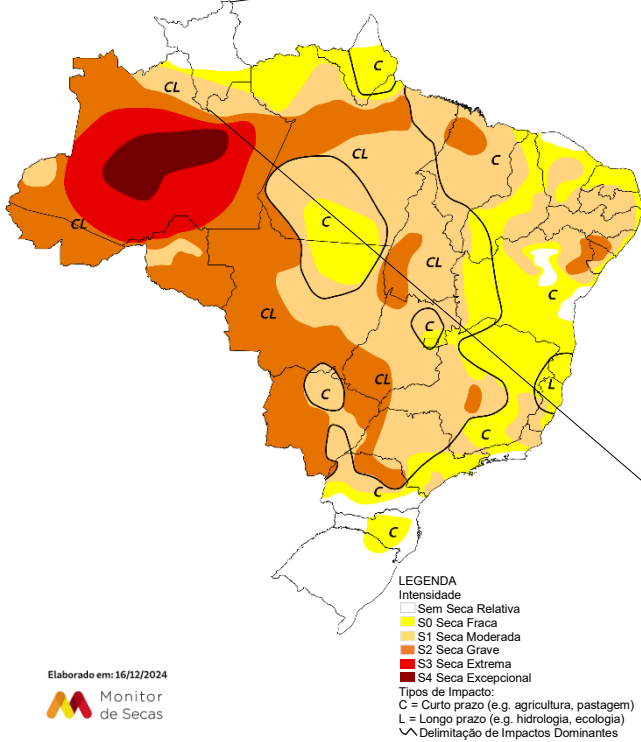 C
CL
CL
C
C
CL
CL
C
CL
C
CL
L
C
C
C
C
LEGENDA
Intensidade
Sem Seca Relativa
S0 Seca Fraca
S1 Seca Moderada
S2 Seca Grave
S3 Seca Extrema
S4 Seca Excepcional
Tipos de Impacto:
C = Curto prazo (e.g. agricultura, pastagem)
L = Longo prazo (e.g. hidrologia, ecologia)
Delimitação de Impactos Dominantes
Elaborado em: 16/12/2024
Monitor
de Secas